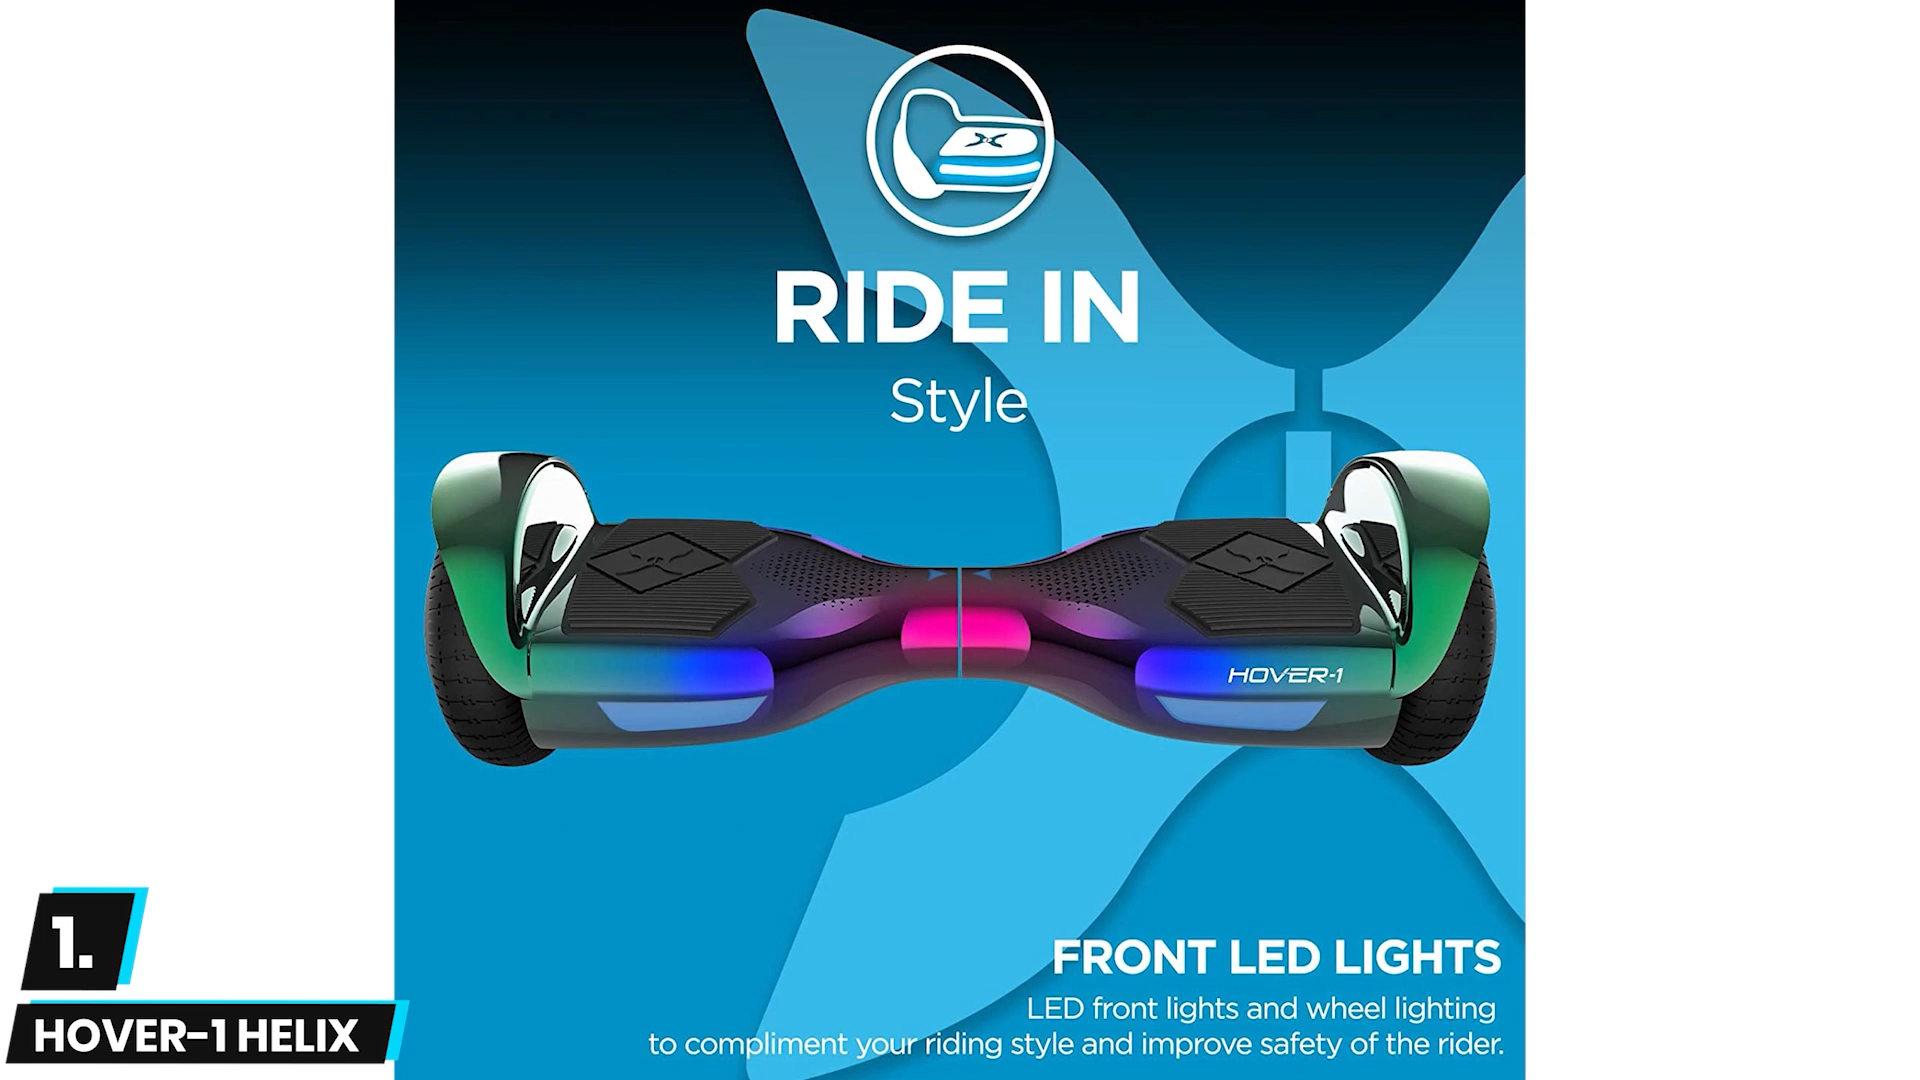 RIDE IN
Style
HOVER-1
FRONT LED LIGHTS
LED front lights and wheel lighting
to compliment your riding style and improve safety of the rider.
1.
HOVER-1 HELIX